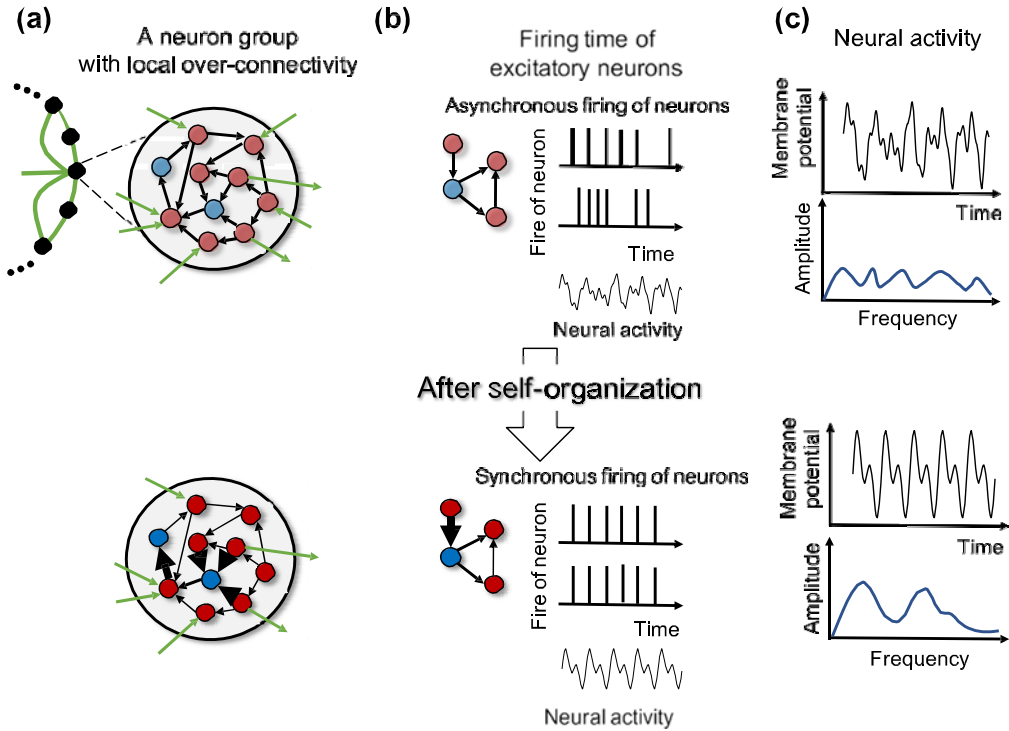 (a)
A neuron group
with local over-connectivity
(b)
Firing time of
excitatory neurons
Asynchronous firing of neurons
Fire of neuron
Time
Neural activity
After self-organization
Synchronous firing of neurons
Fire of neuron
Time
Neural activity
(c)
Neural activity
Membrane
potential
Time
Amplitude
Frequency
Membrane
potential
Time
Amplitude
Frequency